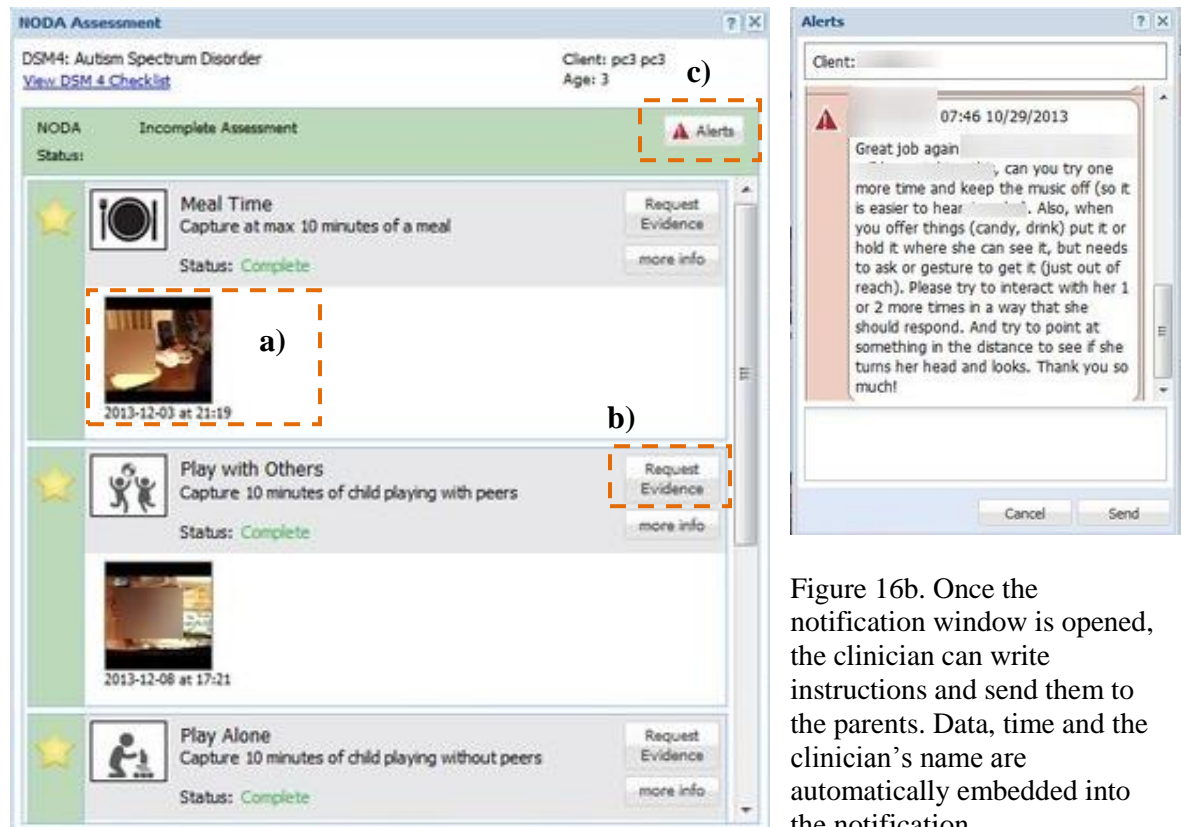 NODA Assessment
DSM4: Autism Spectrum Disorder
View DSM 4 Checklist
Client: pc3 pc3
Age: 3
c)
NODA Status:
Incomplete Assessment
Alerts
Meal Time
Capture at max 10 minutes of a meal
Status: Complete
Request
Evidence
more info
a)
2013-12-03 at 21:19
b)
Play with Others
Capture 10 minutes of child playing with peers
Status: Complete
Request
Evidence
more info
2013-12-08 at 17:21
Play Alone
Capture 10 minutes of child playing without peers
Status: Complete
Request
Evidence
more info
Alerts
Client:
07:46 10/29/2013
Great job again
, can you try one
more time and keep the music off (so it
is easier to hear ). Also, when
you offer things (candy, drink) put it or
hold it where she can see it, but needs
to ask or gesture to get it (just out of
reach). Please try to interact with her 1
or 2 more times in a way that she
should respond. And try to point at
something in the distance to see if she
turns her head and looks. Thank you so
much!
Cancel
Send
Figure 16b. Once the
notification window is opened,
the clinician can write
instructions and send them to
the parents. Data, time and the
clinician’s name are
automatically embedded into
the notification